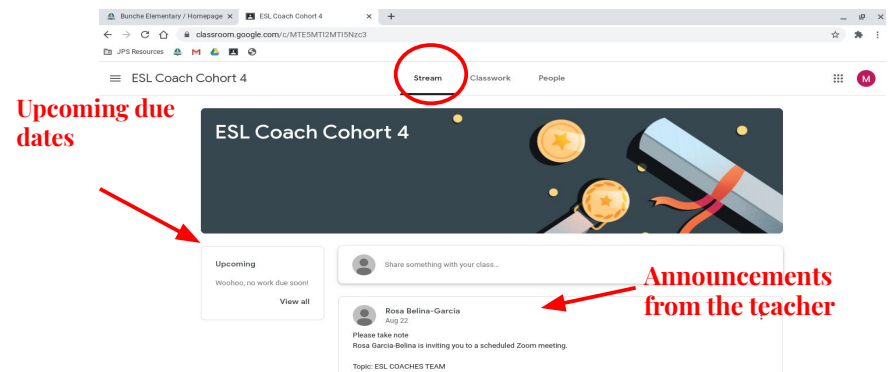 Bunche Elementary / Homepage
ESL Coach Cohort 4
classroom.google.com/c/MTE5MTI2MTI5Nzc3
JPS Resources
ESL Coach Cohort 4
Stream
Classwork
People
M
Upcoming due
dates
ESL Coach Cohort 4
Upcoming
Woohoo, no work due soon!
View all
Share something with your class...
Announcements
from the teacher
Rosa Belina-Garcia
Aug 22
Please take note
Rosa Garcia-Belina is inviting you to a scheduled Zoom meeting.
Topic: ESL COACHES TEAM